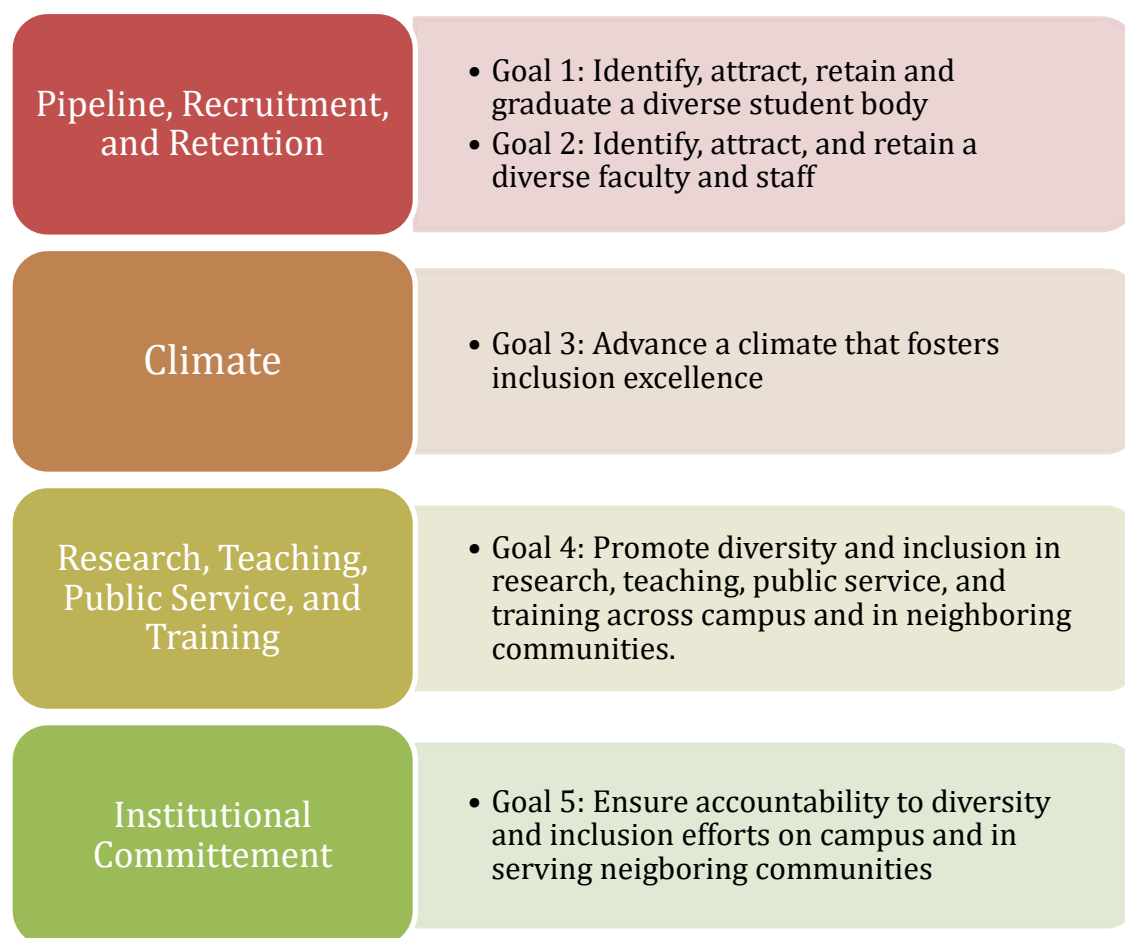 Pipeline, Recruitment,
and Retention
• Goal 1: Identify, attract, retain and
graduate a diverse student body
• Goal 2: Identify, attract, and retain a
diverse faculty and staff
Climate
• Goal 3: Advance a climate that fosters
inclusion excellence
Research, Teaching,
Public Service, and
Training
• Goal 4: Promote diversity and inclusion in
research, teaching, public service, and
training across campus and in neighboring
communities.
Institutional
Committement
• Goal 5: Ensure accountability to diversity
and inclusion efforts on campus and in
serving neigboring communities